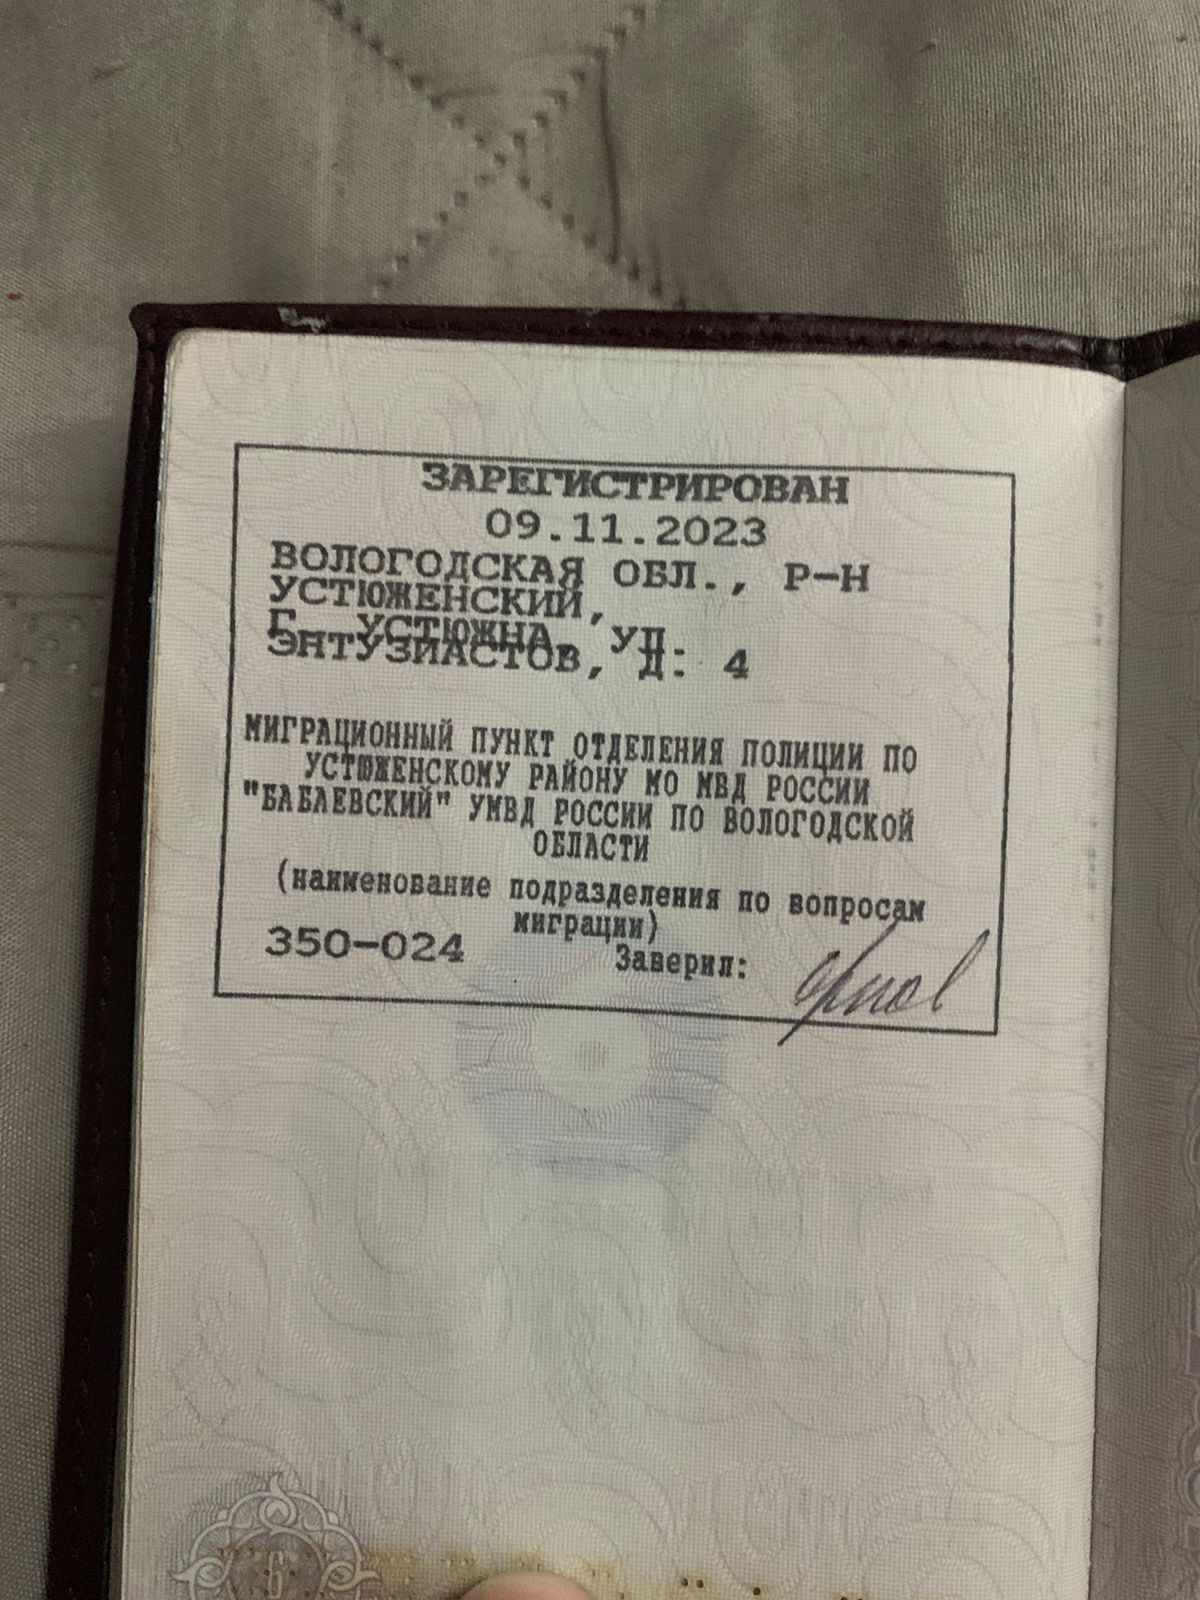 ЗАРЕГИСТРИРОВАН
09.11.2023
ВОЛОГОДСКАЯ ОБЛ., Р-Н
УСТЮЖЕНСКИЙ,
Г. УСТЮЖНА, УЛ.
ЭНТУЗИАСТОВ, Д. 4
МИГРАЦИОННЫЙ ПУНКТ ОТДЕЛЕНИЯ ПОЛИЦИИ ПО
УСТЮЖЕНСКОМУ РАЙОНУ МО МВД РОССИИ
"БАБАЕВСКИЙ" УМВД РОССИИ ПО ВОЛОГОДСКОЙ
ОБЛАСТИ
(наименование подразделения по вопросам
миграции)
350-024 Заверил:
6